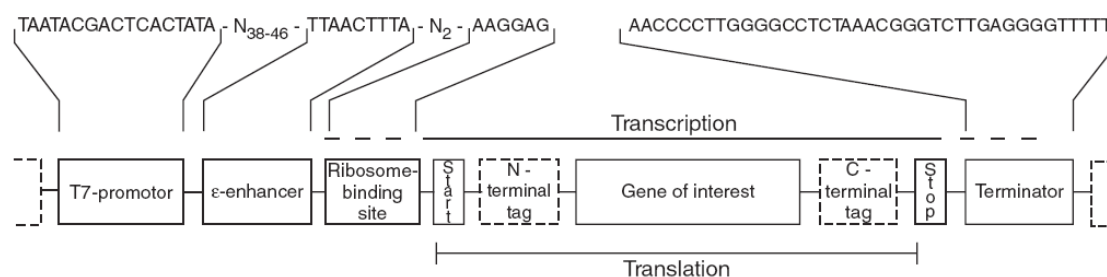 TAATACGACTCACTATA - N38-46 - TTAACTTTA - N2 - AAGGAG AACCCCTTGGGGCCTCTAAACGGGTCTTGAGGGGTTTTT
Transcription
T7-promotor ε-enhancer Ribosome-binding site Start N-terminal tag Gene of interest C-terminal tag Stop Terminator
Translation